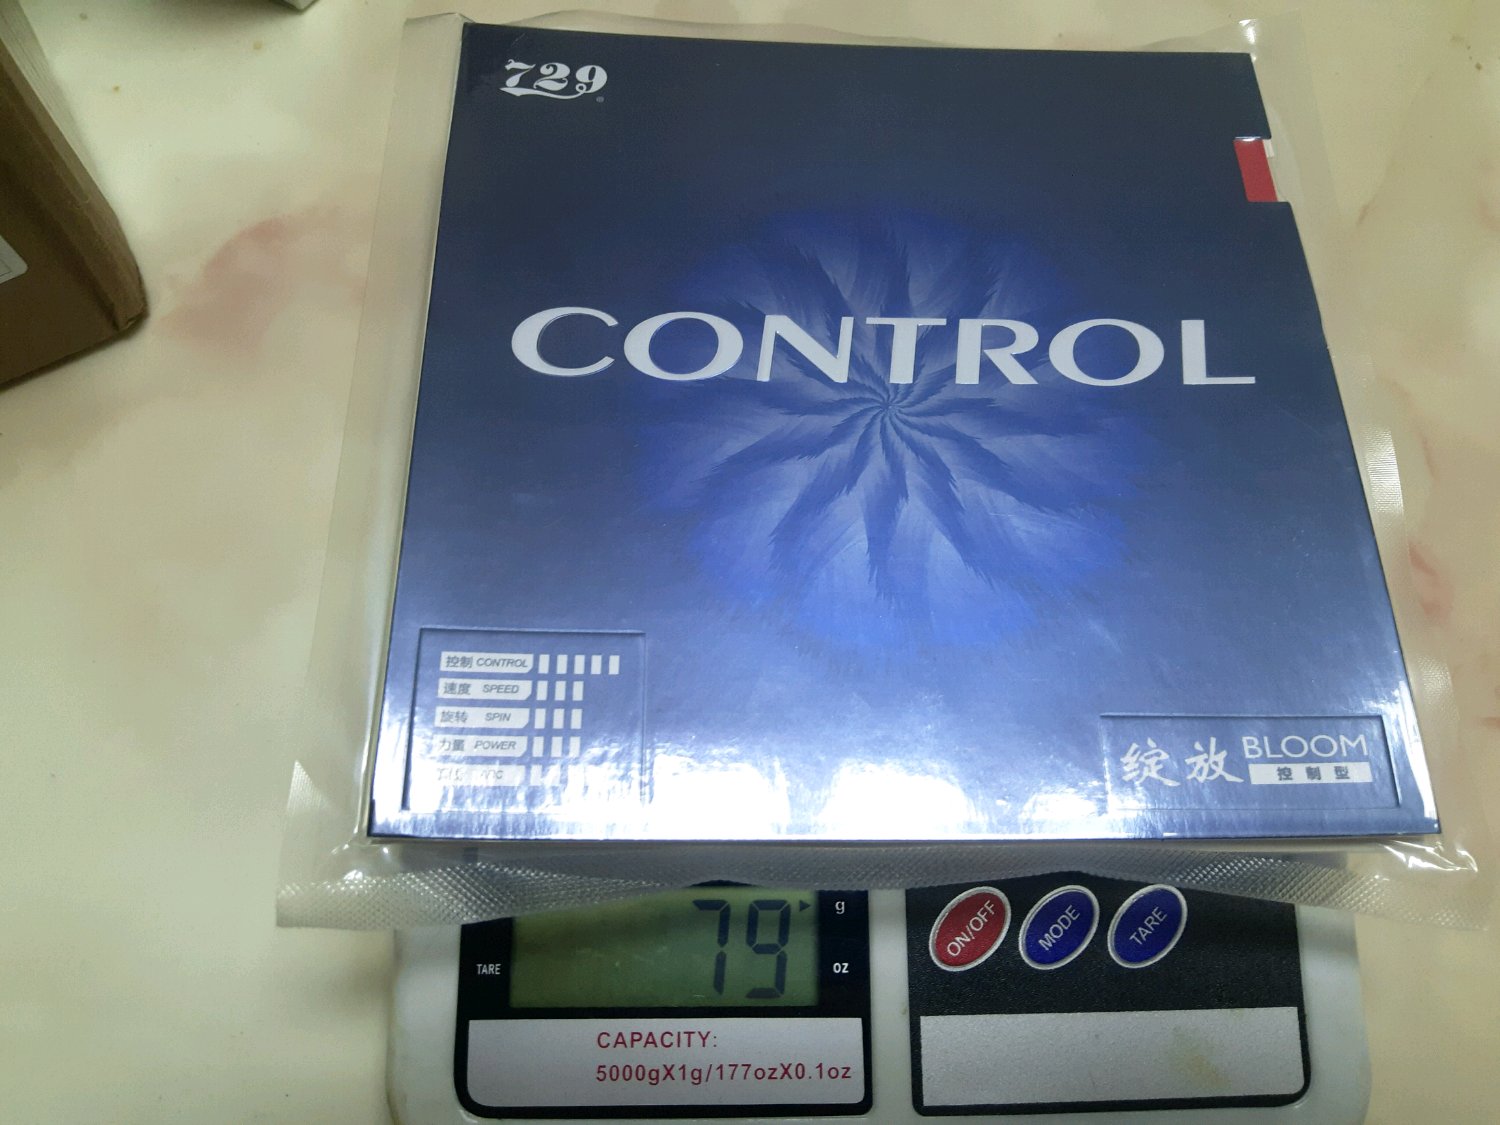 729
®
CONTROL
控制 CONTROL
速度 SPEED
旋转 SPIN
力量 POWER
绽放 BLOOM
控制型
79 g
TARE
oz
ON/OFF
MODE
TARE
CAPACITY:
5000gX1g/177ozX0.1oz